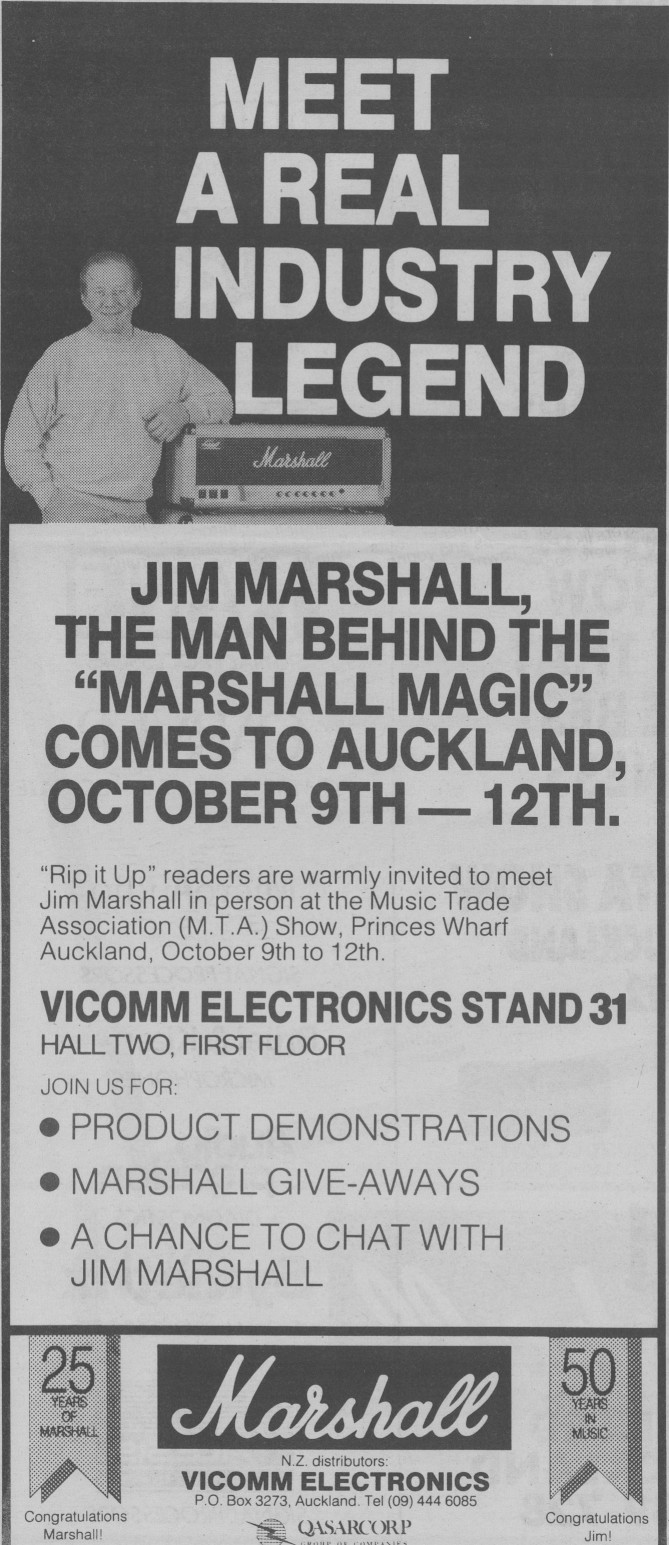 MEET
A REAL
INDUSTRY
LEGEND
Marshall
JIM MARSHALL,
THE MAN BEHIND THE
“MARSHALL MAGIC”
COMES TO AUCKLAND,
OCTOBER 9TH — 12TH.
“Rip it Up” readers are warmly invited to meet
Jim Marshall in person at the Music Trade
Association (M.T.A.) Show, Princes Wharf
Auckland, October 9th to 12th.
VICOMM ELECTRONICS STAND 31
HALL TWO, FIRST FLOOR
JOIN US FOR:
● PRODUCT DEMONSTRATIONS
● MARSHALL GIVE-AWAYS
● A CHANCE TO CHAT WITH
JIM MARSHALL
25
YEARS
OF
MARSHALL
Congratulations
Marshall!
Marshall
N.Z. distributors:
VICOMM ELECTRONICS
P.O. Box 3273, Auckland. Tel (09) 444 6085
QASARCORP
GROUP OF COMPANIES
50
YEARS
IN
MUSIC
Congratulations
Jim!